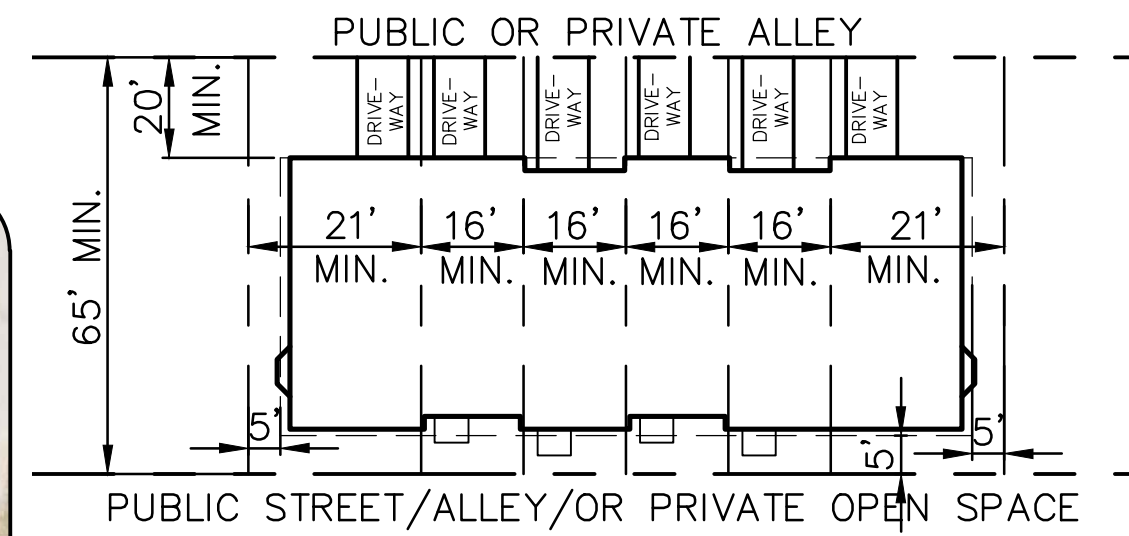 PUBLIC OR PRIVATE ALLEY
20' MIN.
65' MIN.
DRIVE-
WAY
DRIVE-
WAY
DRIVE-
WAY
DRIVE-
WAY
DRIVE-
WAY
DRIVE-
WAY
21' 16' 16' 16' 16' 21'
MIN. MIN. MIN. MIN. MIN. MIN.
5' 5' 5'
PUBLIC STREET/ALLEY/OR PRIVATE OPEN SPACE